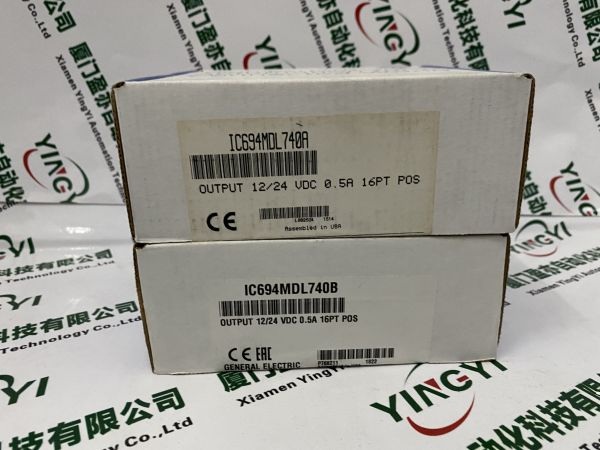 IC694MDL740A
OUTPUT 12/24 VDC 0.5A 16PT POS
CE
1514
Assembled in USA
IC694MDL740B
OUTPUT 12/24 VDC 0.5A 16PT POS
CE EAC
GENERAL ELECTRIC
1822
YINGYI
厦门盈亦自动化科技有限公司
Xiamen YingYi Automation Technology Co.,Ltd